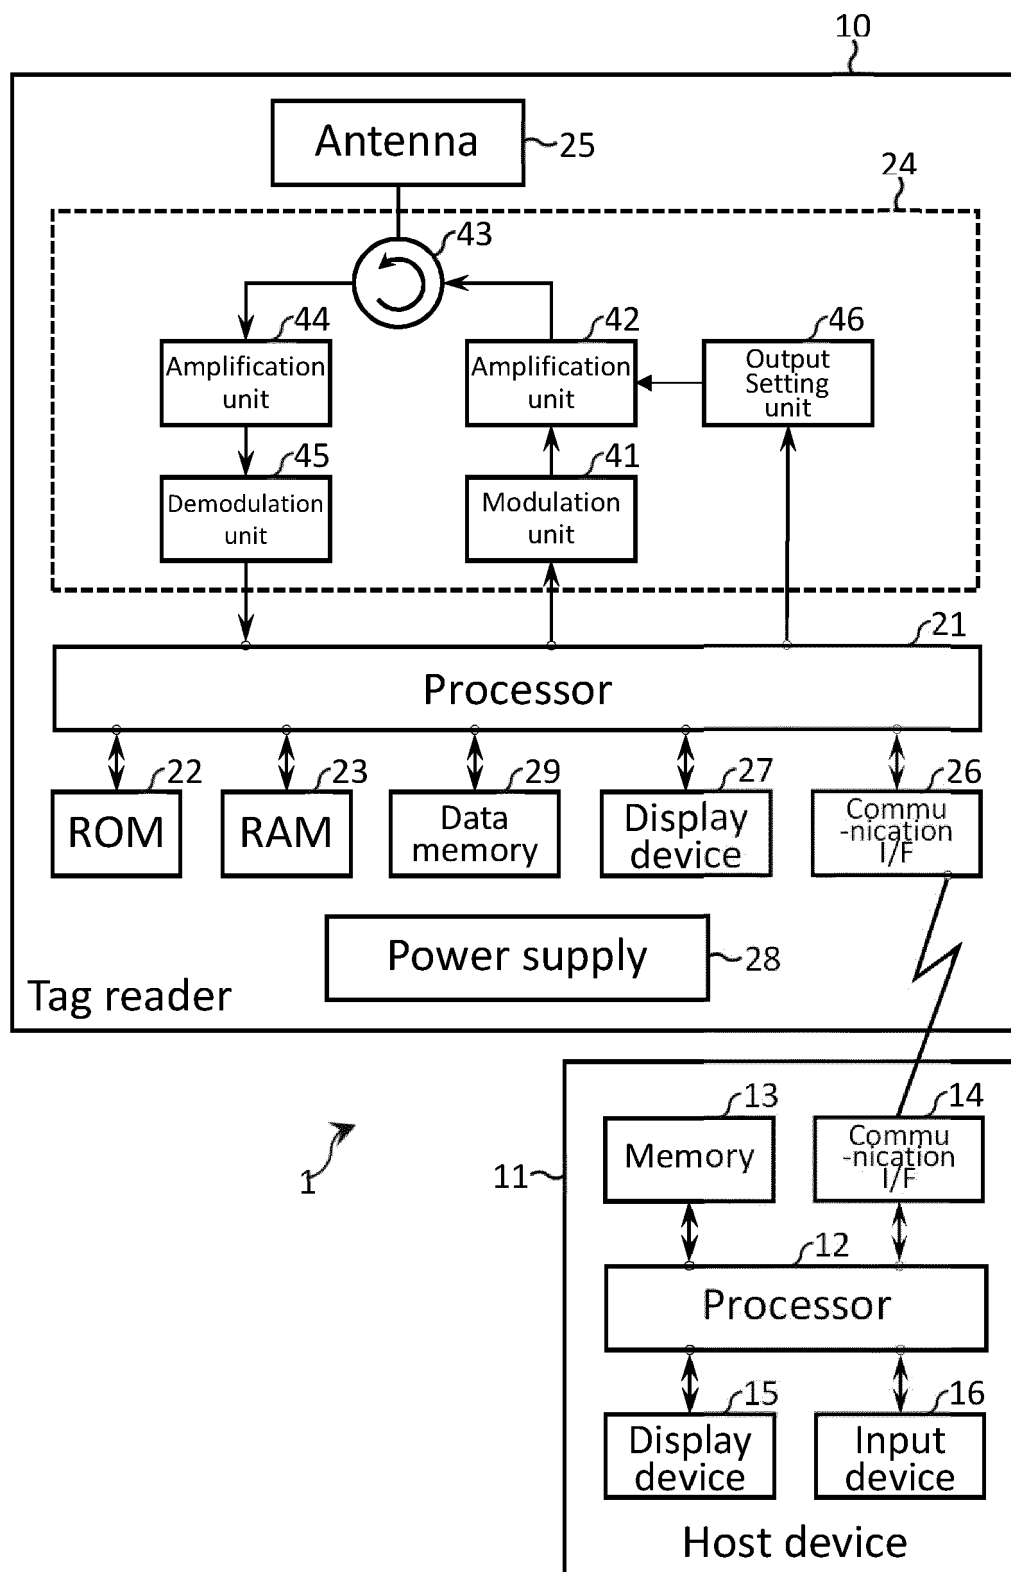 10
Antenna
25
24
43
44
42
46
Amplification
unit
Amplification
unit
Output
Setting
unit
45
41
Demodulation
unit
Modulation
unit
21
Processor
22
23
29
27
26
ROM
RAM
Data
memory
Display
device
Commu
-nication
I/F
Power supply
28
Tag reader
13
14
1
11
Memory
Commu
-nication
I/F
12
Processor
15
16
Display
device
Input
device
Host device